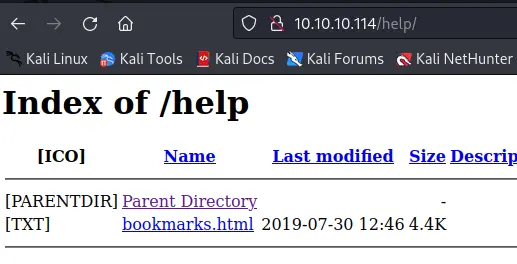 10.10.10.114/help/
Kali Linux Kali Tools Kali Docs Kali Forums Kali NetHunter
Index of /help
[ICO] Name Last modified Size Descrip
[PARENTDIR] Parent Directory -
[TXT] bookmarks.html 2019-07-30 12:46 4.4K